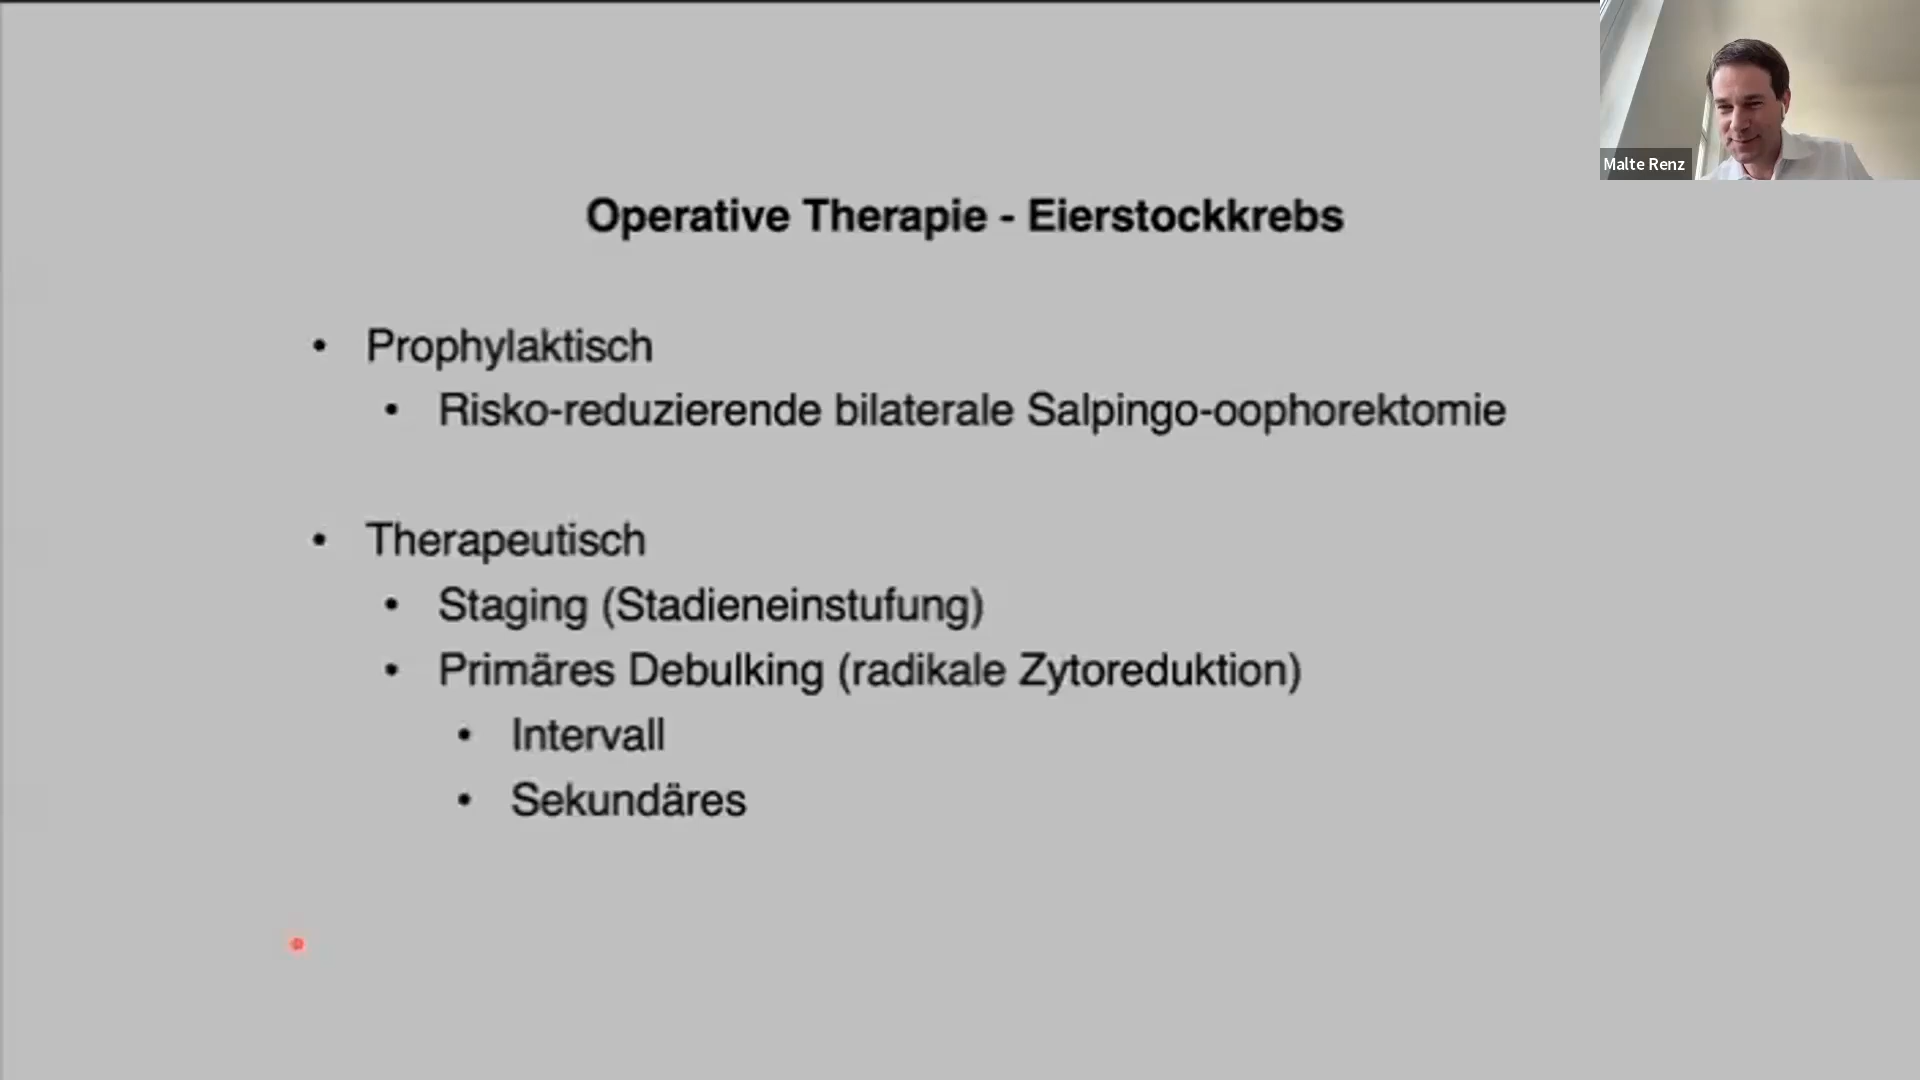 Malte Renz
Operative Therapie - Eierstockkrebs
• Prophylaktisch
• Risko-reduzierende bilaterale Salpingo-oophorektomie
• Therapeutisch
• Staging (Stadieneinstufung)
• Primäres Debulking (radikale Zytoreduktion)
• Intervall
• Sekundäres